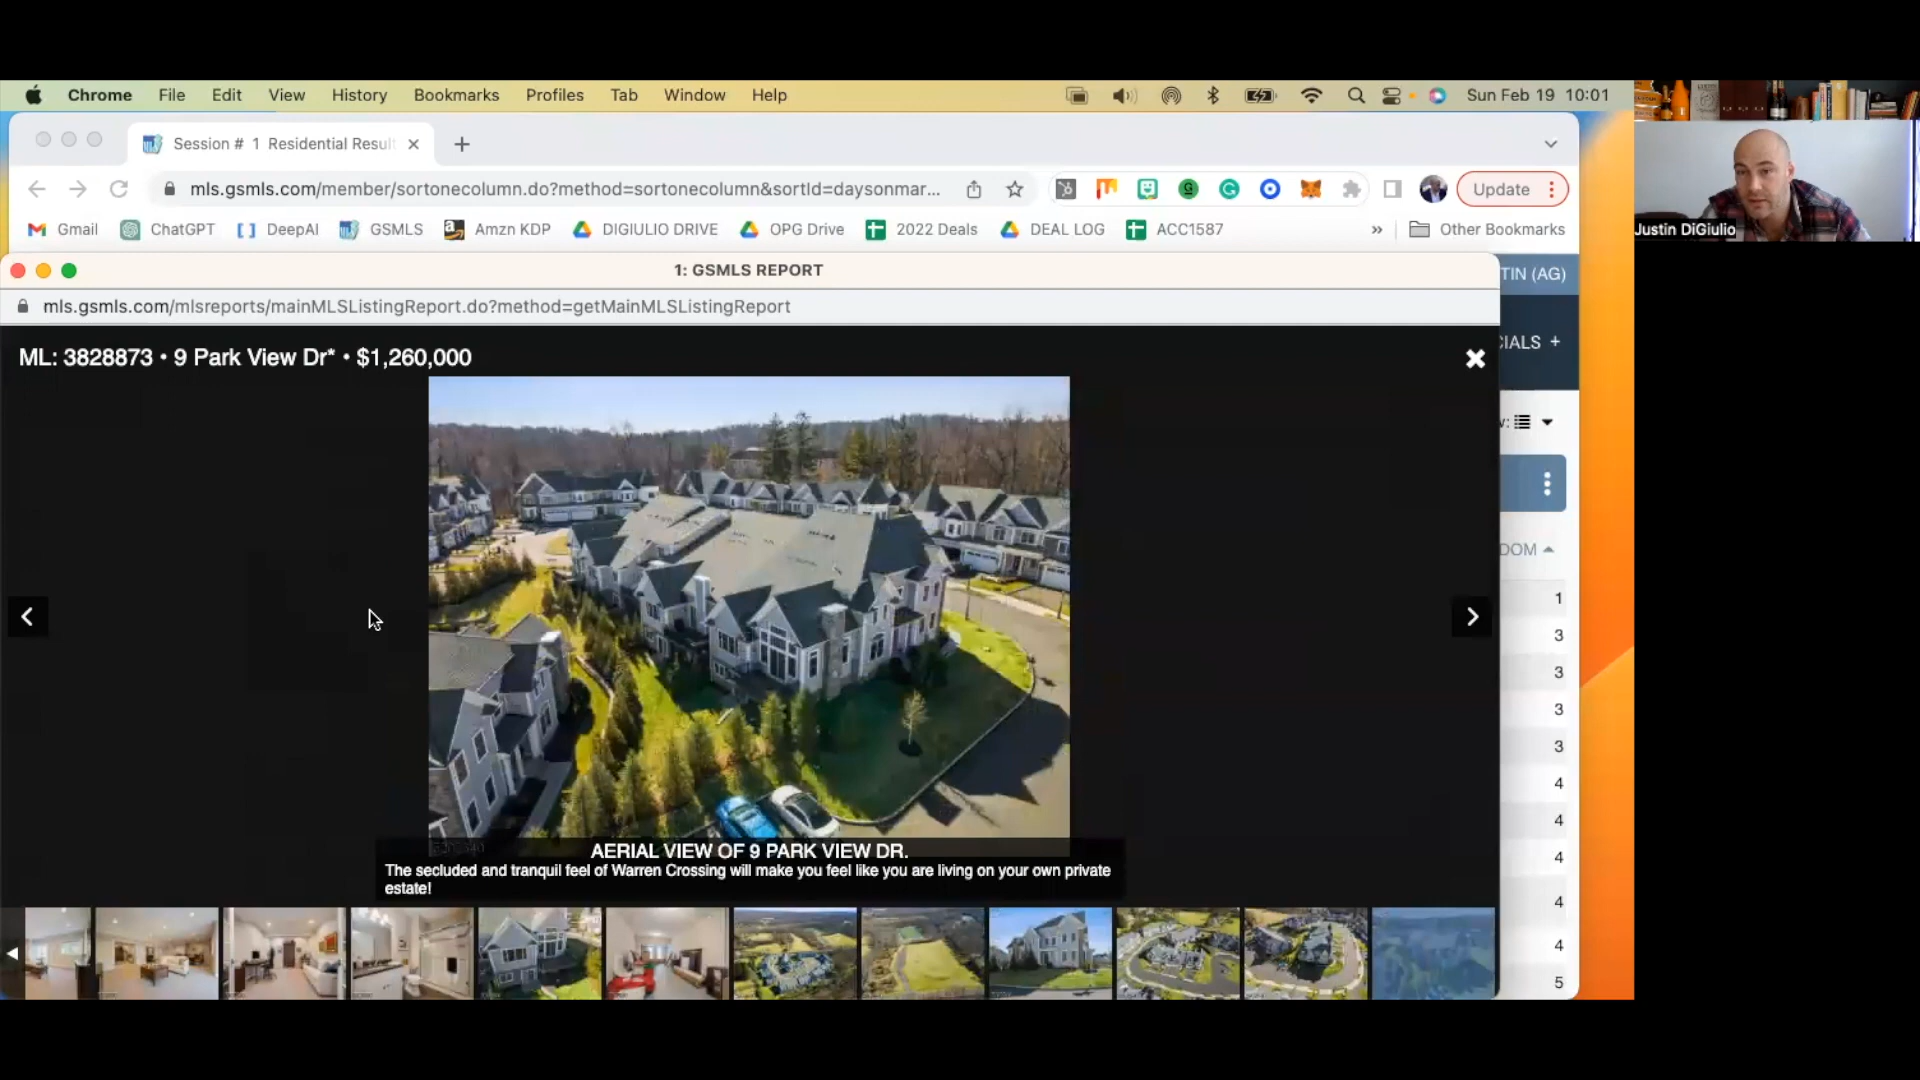 Chrome File Edit View History Bookmarks Profiles Tab Window Help Sun Feb 19 10:01
Session # 1 Residential Resul
mls.gsmls.com/member/sortonecolumn.do?method=sortonecolumn&sortId=daysonmar... Update
Gmail ChatGPT DeepAI GSMLS Amzn KDP DIGIULIO DRIVE OPG Drive 2022 Deals DEAL LOG ACC1587 » Other Bookmarks
Justin DiGiulio
1: GSMLS REPORT
TIN (AG)
mls.gsmls.com/mlsreports/mainMLSListingReport.do?method=getMainMLSListingReport
CIALS +
ML: 3828873 • 9 Park View Dr* • $1,260,000
DOM
1
3
3
3
3
4
4
4
4
4
5
AERIAL VIEW OF 9 PARK VIEW DR.
The secluded and tranquil feel of Warren Crossing will make you feel like you are living on your own private
estate!